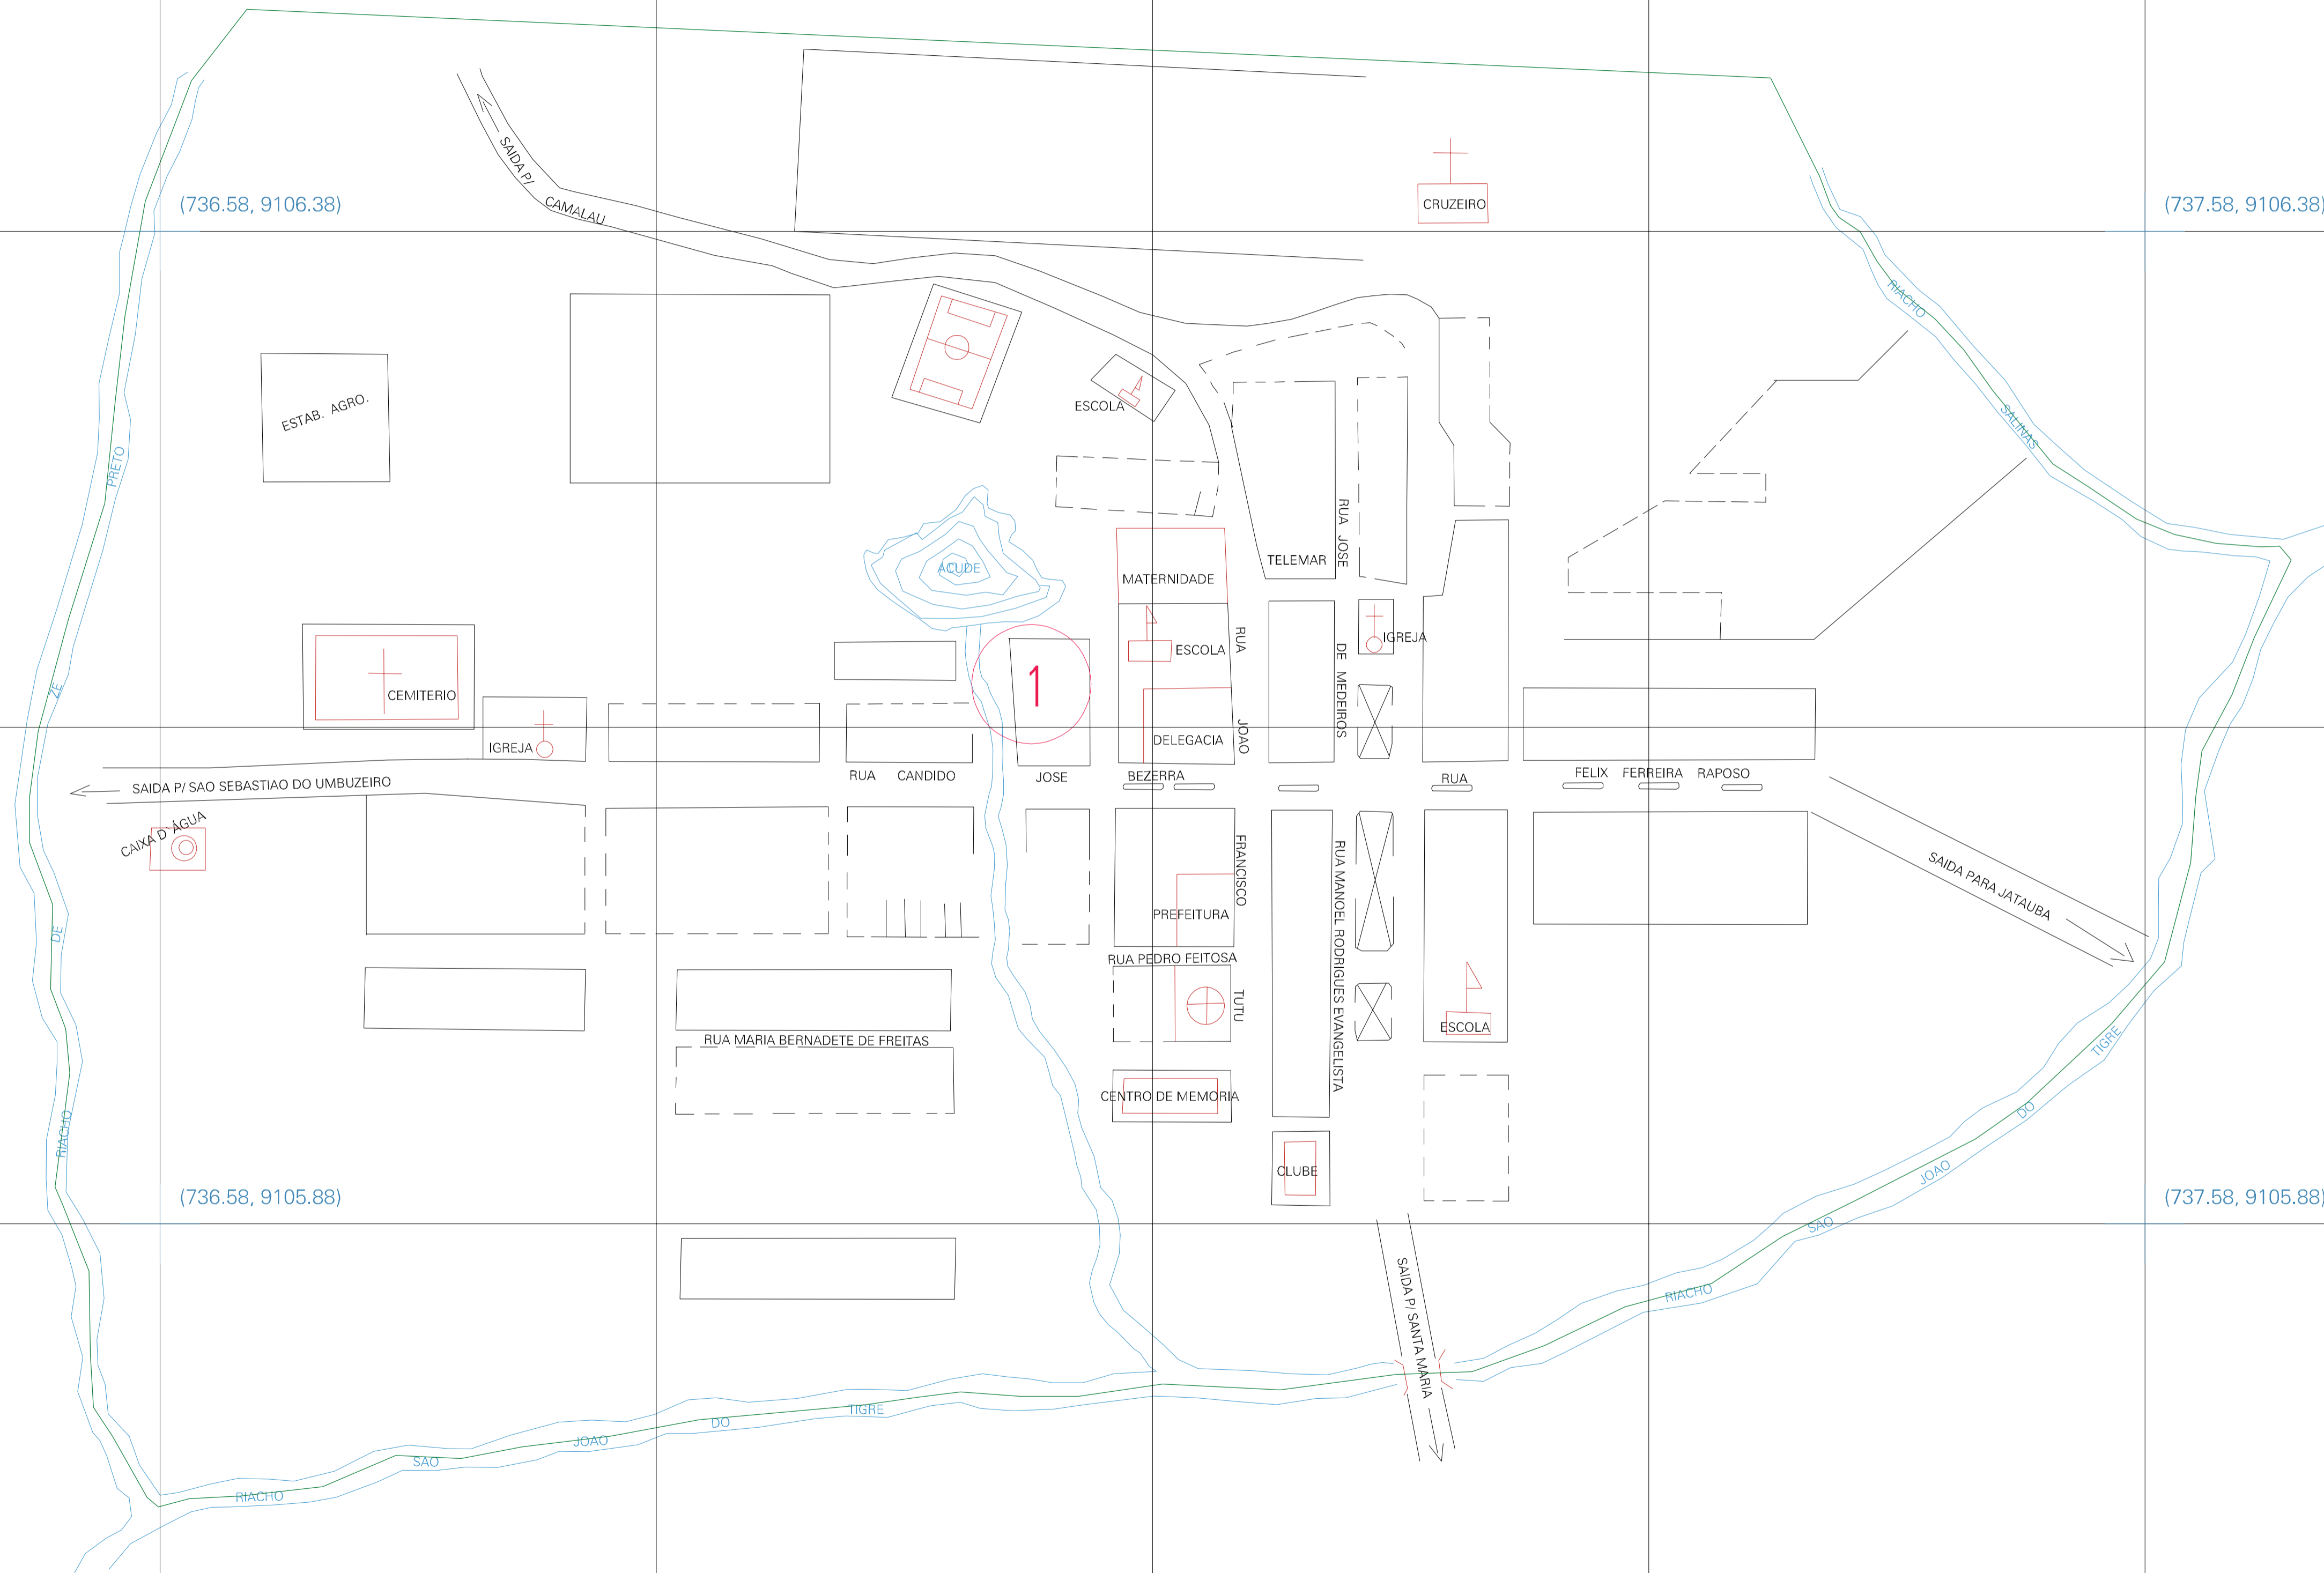 SAIDA P/
CAMALAU
(736.58, 9106.38)
CRUZEIRO
(737.58, 9106.38)
RIACHO
SALINAS
ESTAB. AGRO.
ESCOLA
PRETO
ZE
DE
RIACHO
ACUDE
MATERNIDADE
TELEMAR
RUA JOSE
DE MEDEIROS
ESCOLA
RUA
JOAO
IGREJA
1
CEMITERIO
IGREJA
DELEGACIA
SAIDA P/ SAO SEBASTIAO DO UMBUZEIRO
RUA CANDIDO JOSE BEZERRA
RUA FELIX FERREIRA RAPOSO
CAIXA D`ÁGUA
FRANCISCO
TUTU
PREFEITURA
RUA MANOEL RODRIGUES EVANGELISTA
SAIDA PARA JATAUBA
RUA PEDRO FEITOSA
ESCOLA
RUA MARIA BERNADETE DE FREITAS
CENTRO DE MEMORIA
CLUBE
(736.58, 9105.88)
(737.58, 9105.88)
SAIDA P/ SANTA MARIA
RIACHO SAO JOAO DO TIGRE
RIACHO SAO JOAO DO TIGRE